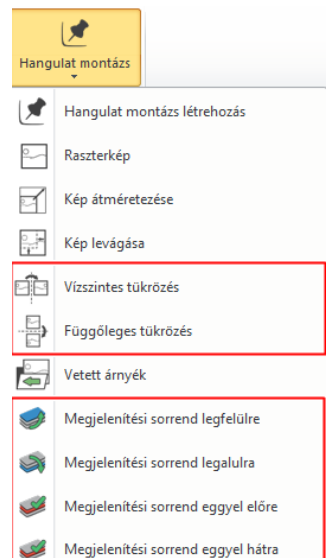 Hangulat montázs
Hangulat montázs létrehozás
Raszterkép
Kép átméretezése
Kép levágása
Vízszintes tükrözés
Függőleges tükrözés
Vetett árnyék
Megjelenítési sorrend legfelülre
Megjelenítési sorrend legalulra
Megjelenítési sorrend eggyel előre
Megjelenítési sorrend eggyel hátra